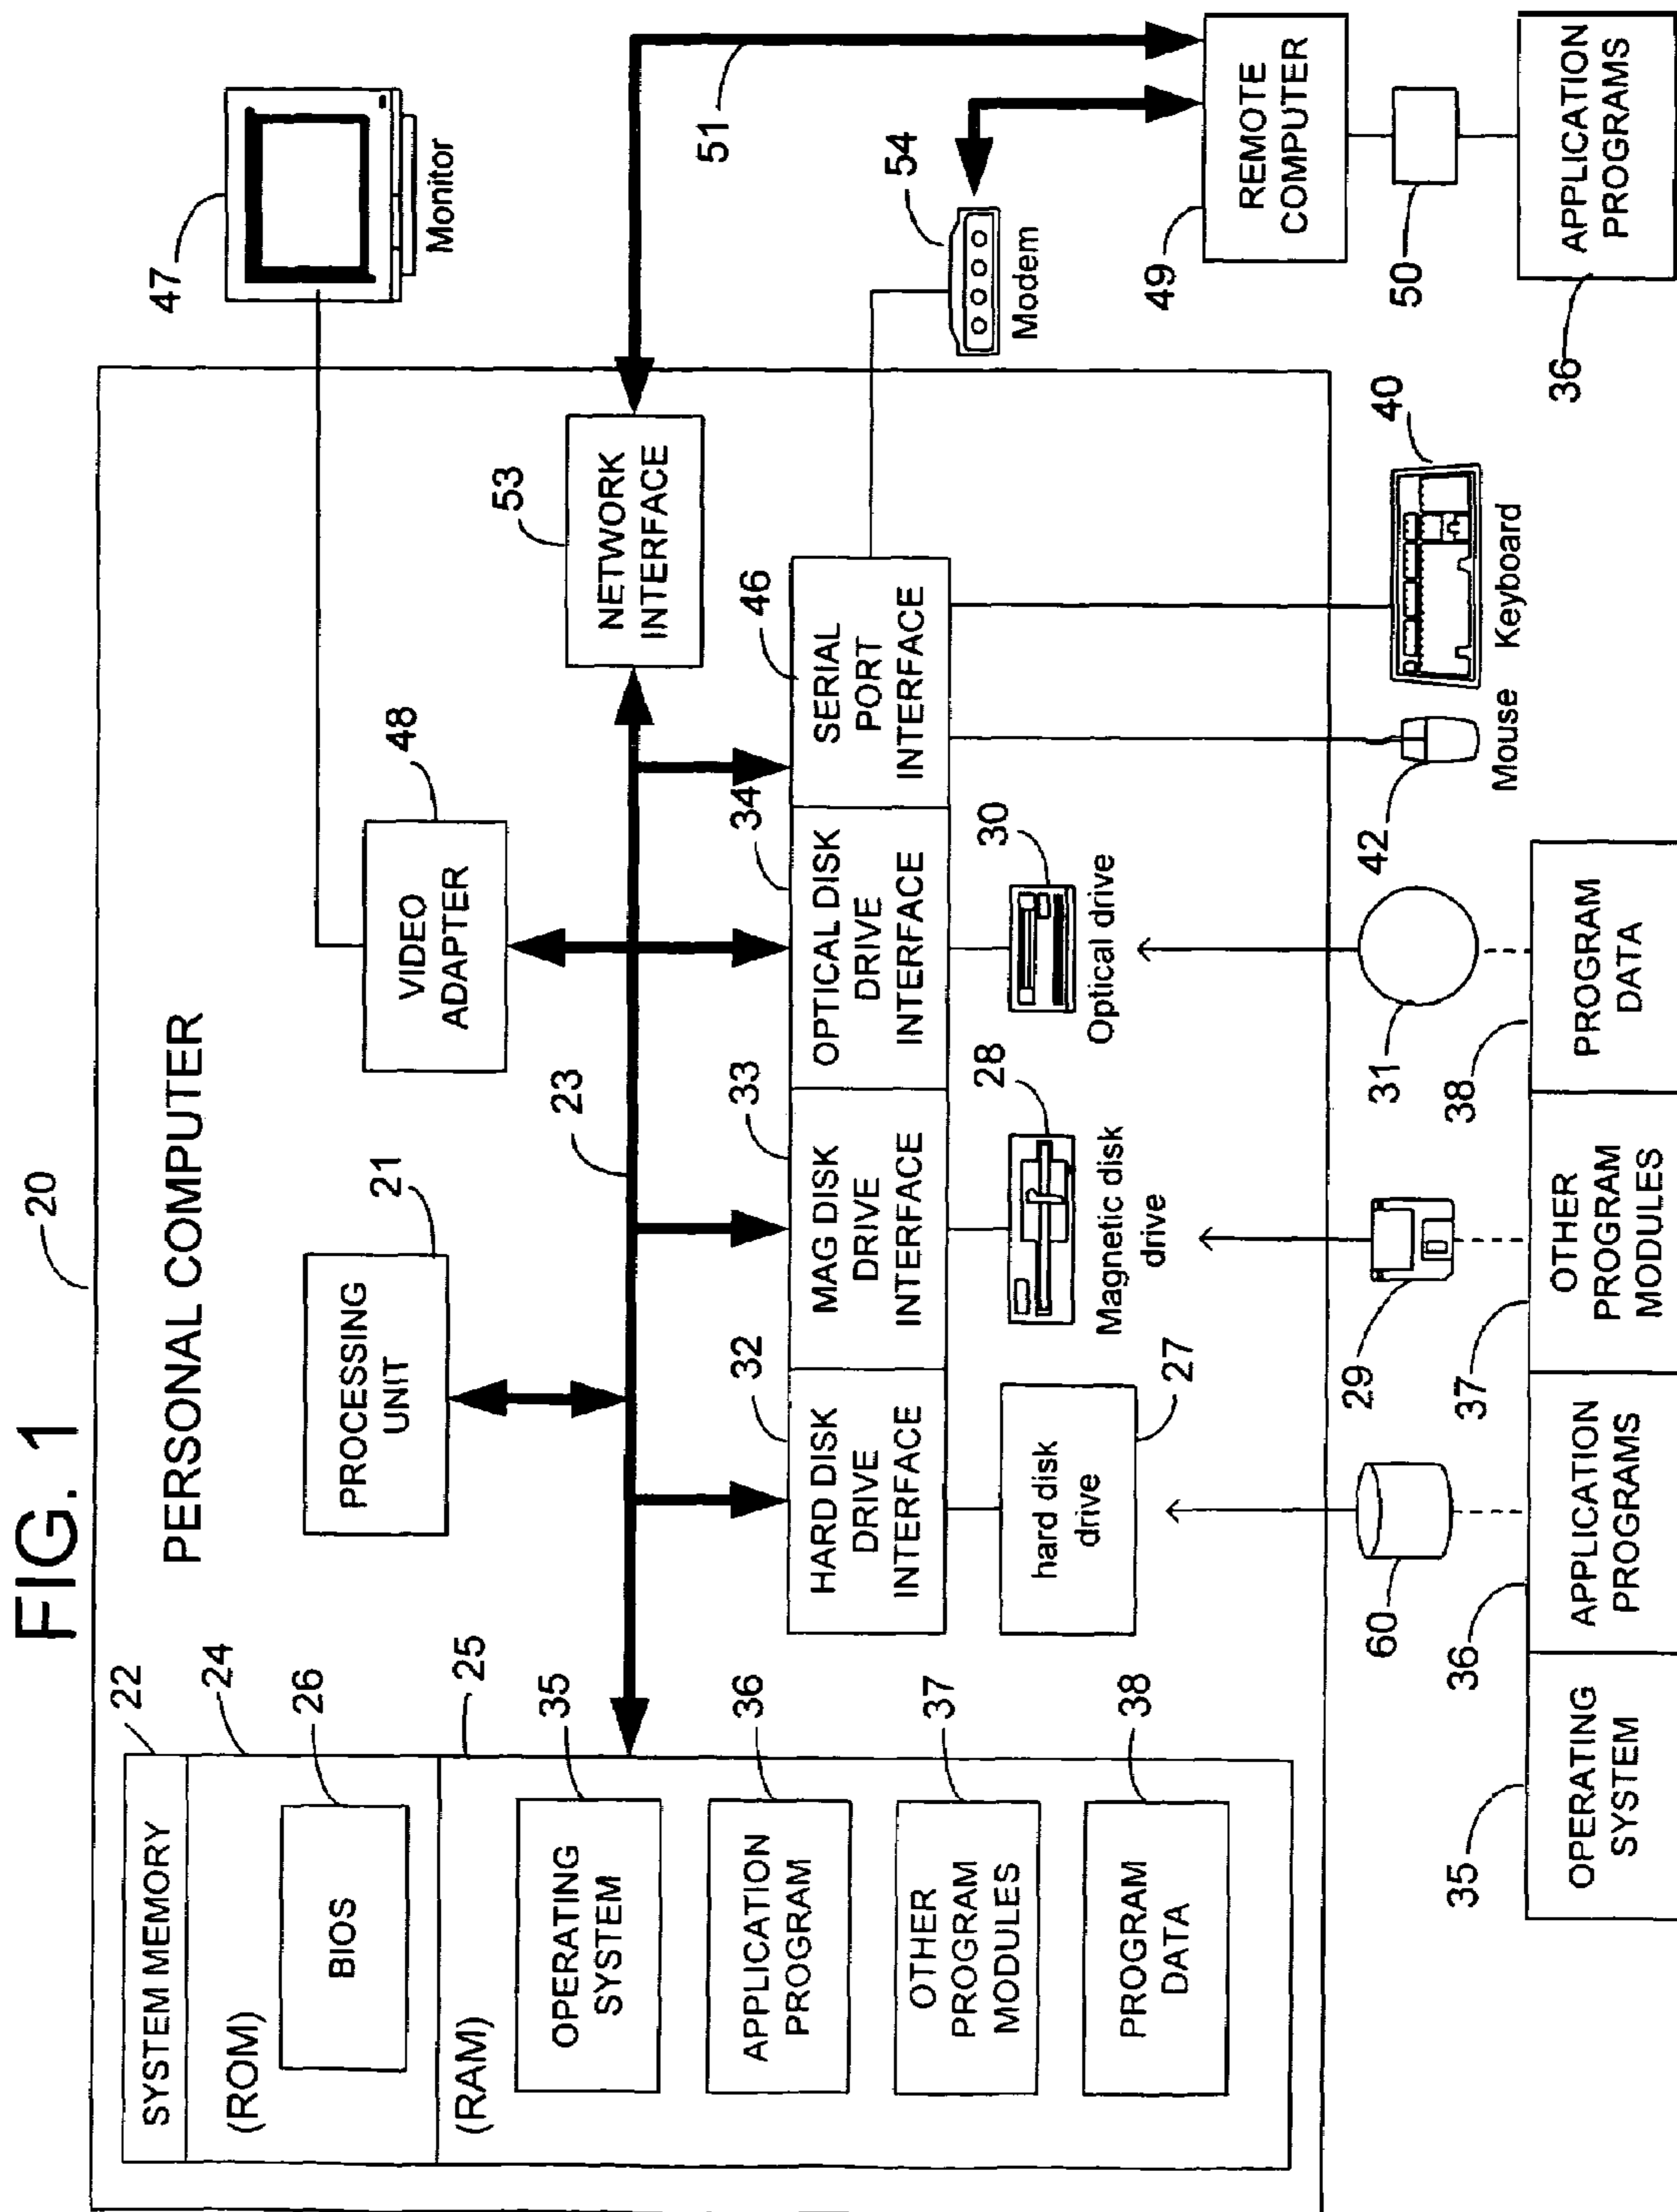 FIG. 1
20
PERSONAL COMPUTER
22
SYSTEM MEMORY
24
(ROM)
26
BIOS
25
(RAM)
35
OPERATING
SYSTEM
36
APPLICATION
PROGRAM
37
OTHER
PROGRAM
MODULES
38
PROGRAM
DATA
21
PROCESSING
UNIT
23
48
VIDEO
ADAPTER
47
Monitor
53
NETWORK
INTERFACE
51
32
HARD DISK
DRIVE
INTERFACE
33
MAG DISK
DRIVE
INTERFACE
34
OPTICAL DISK
DRIVE
INTERFACE
46
SERIAL
PORT
INTERFACE
27
hard disk
drive
28
Magnetic disk
drive
30
Optical drive
54
Modem
49
REMOTE
COMPUTER
50
36
APPLICATION
PROGRAMS
60
29
31
42
Mouse
40
Keyboard
35
OPERATING
SYSTEM
36
APPLICATION
PROGRAMS
37
OTHER
PROGRAM
MODULES
38
PROGRAM
DATA